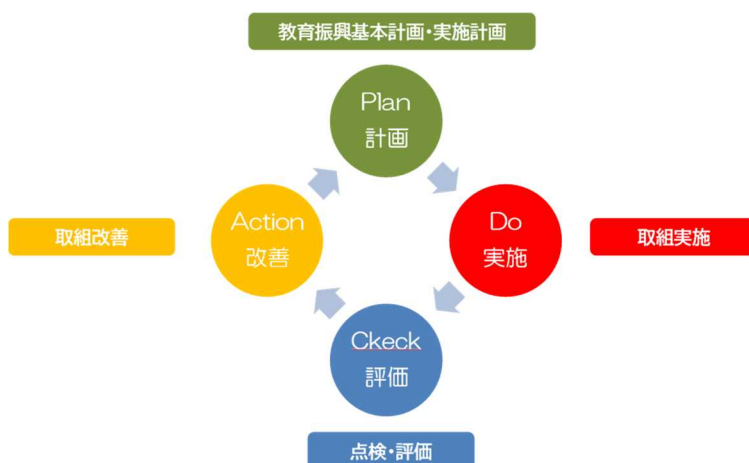 教育振興基本計画・実施計画
Plan
計画
取組改善
Action
改善
Do
実施
取組実施
Ckeck
評価
点検・評価